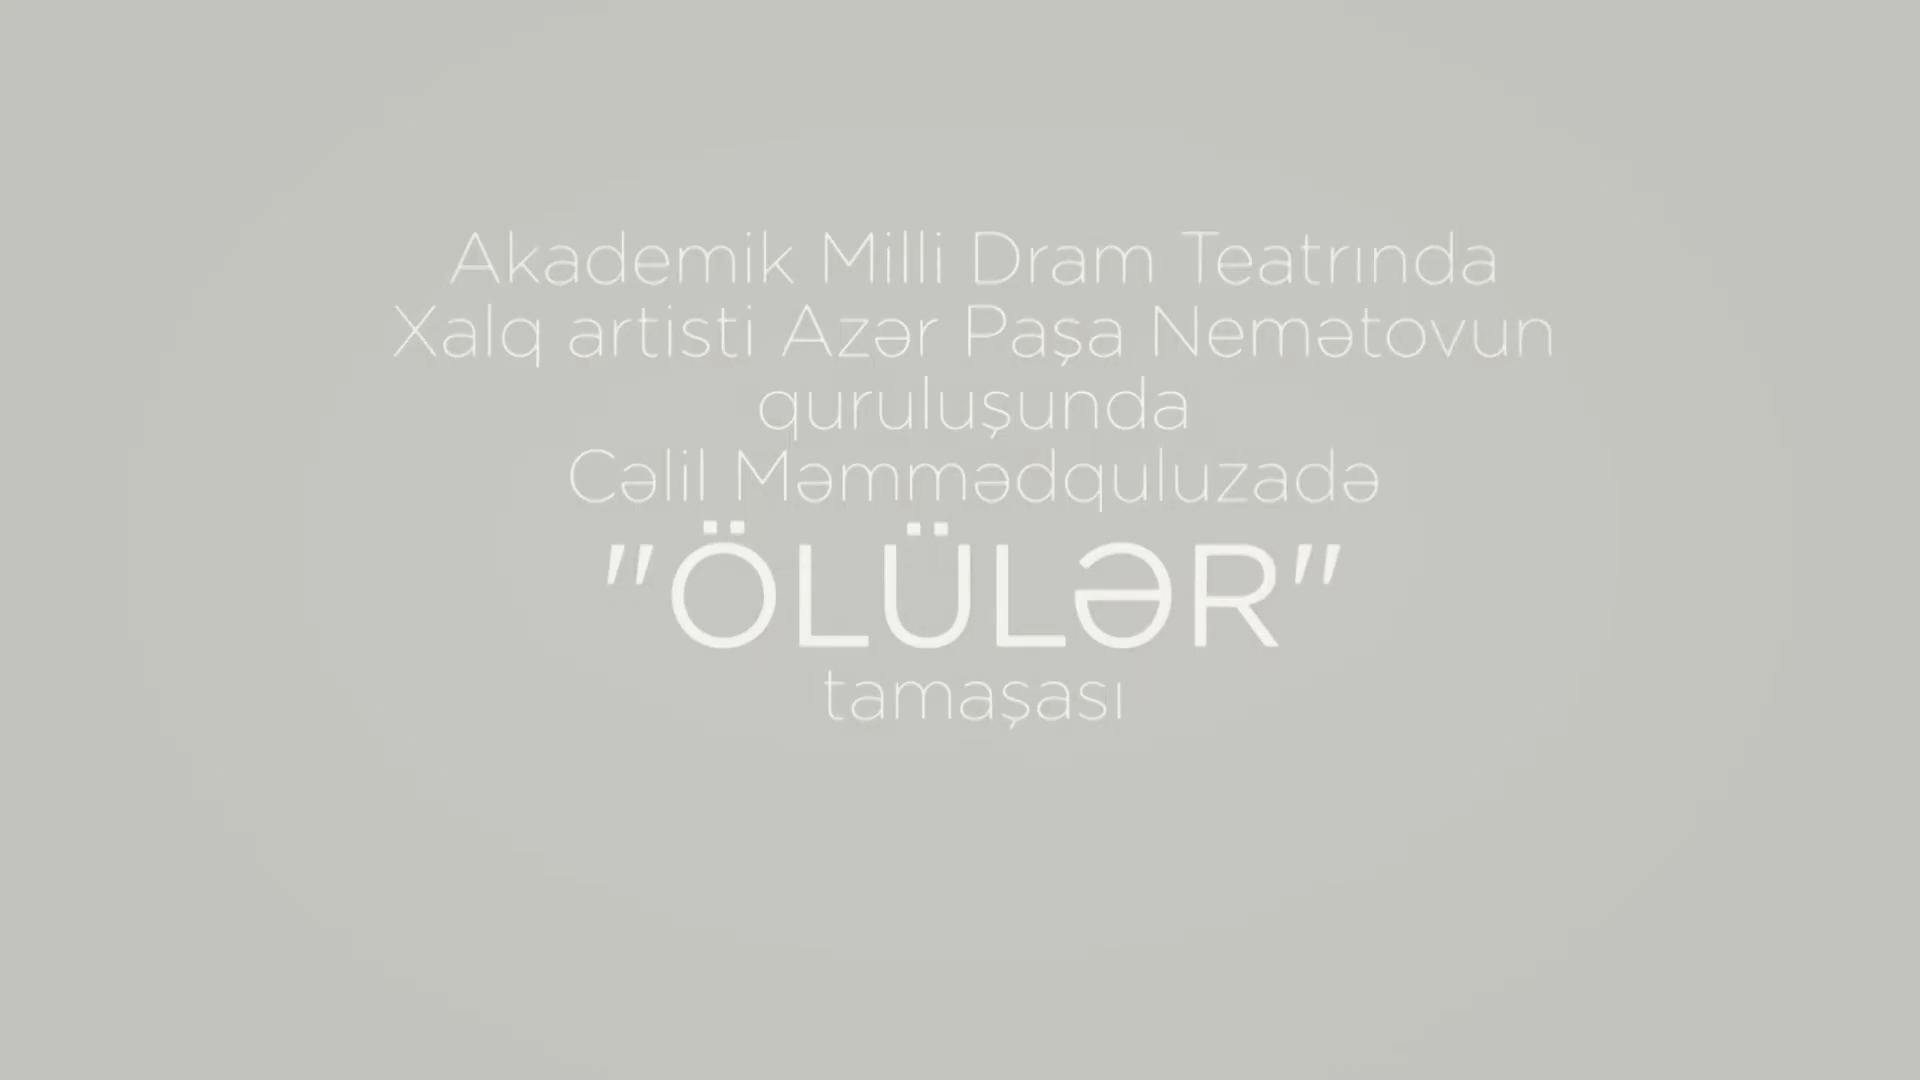 Akademik Milli Dram Teatrında
Xalq artisti Azər Paşa Nemətovun
quruluşunda
Cəlil Məmmədquluzadə
"ÖLÜLƏR"
tamaşası